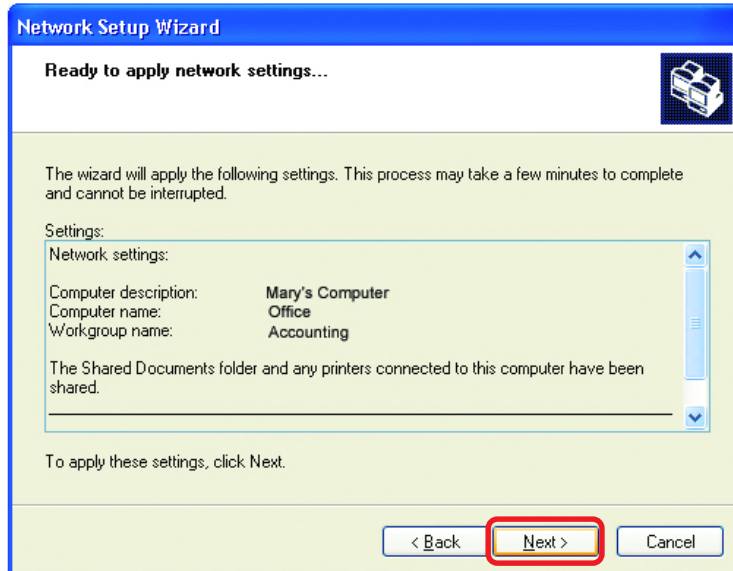 Network Setup Wizard
Ready to apply network settings...
The wizard will apply the following settings. This process may take a few minutes to complete
and cannot be interrupted.
Settings:
Network settings:
Computer description: Mary's Computer
Computer name: Office
Workgroup name: Accounting
The Shared Documents folder and any printers connected to this computer have been
shared.
To apply these settings, click Next.
< Back Next > Cancel